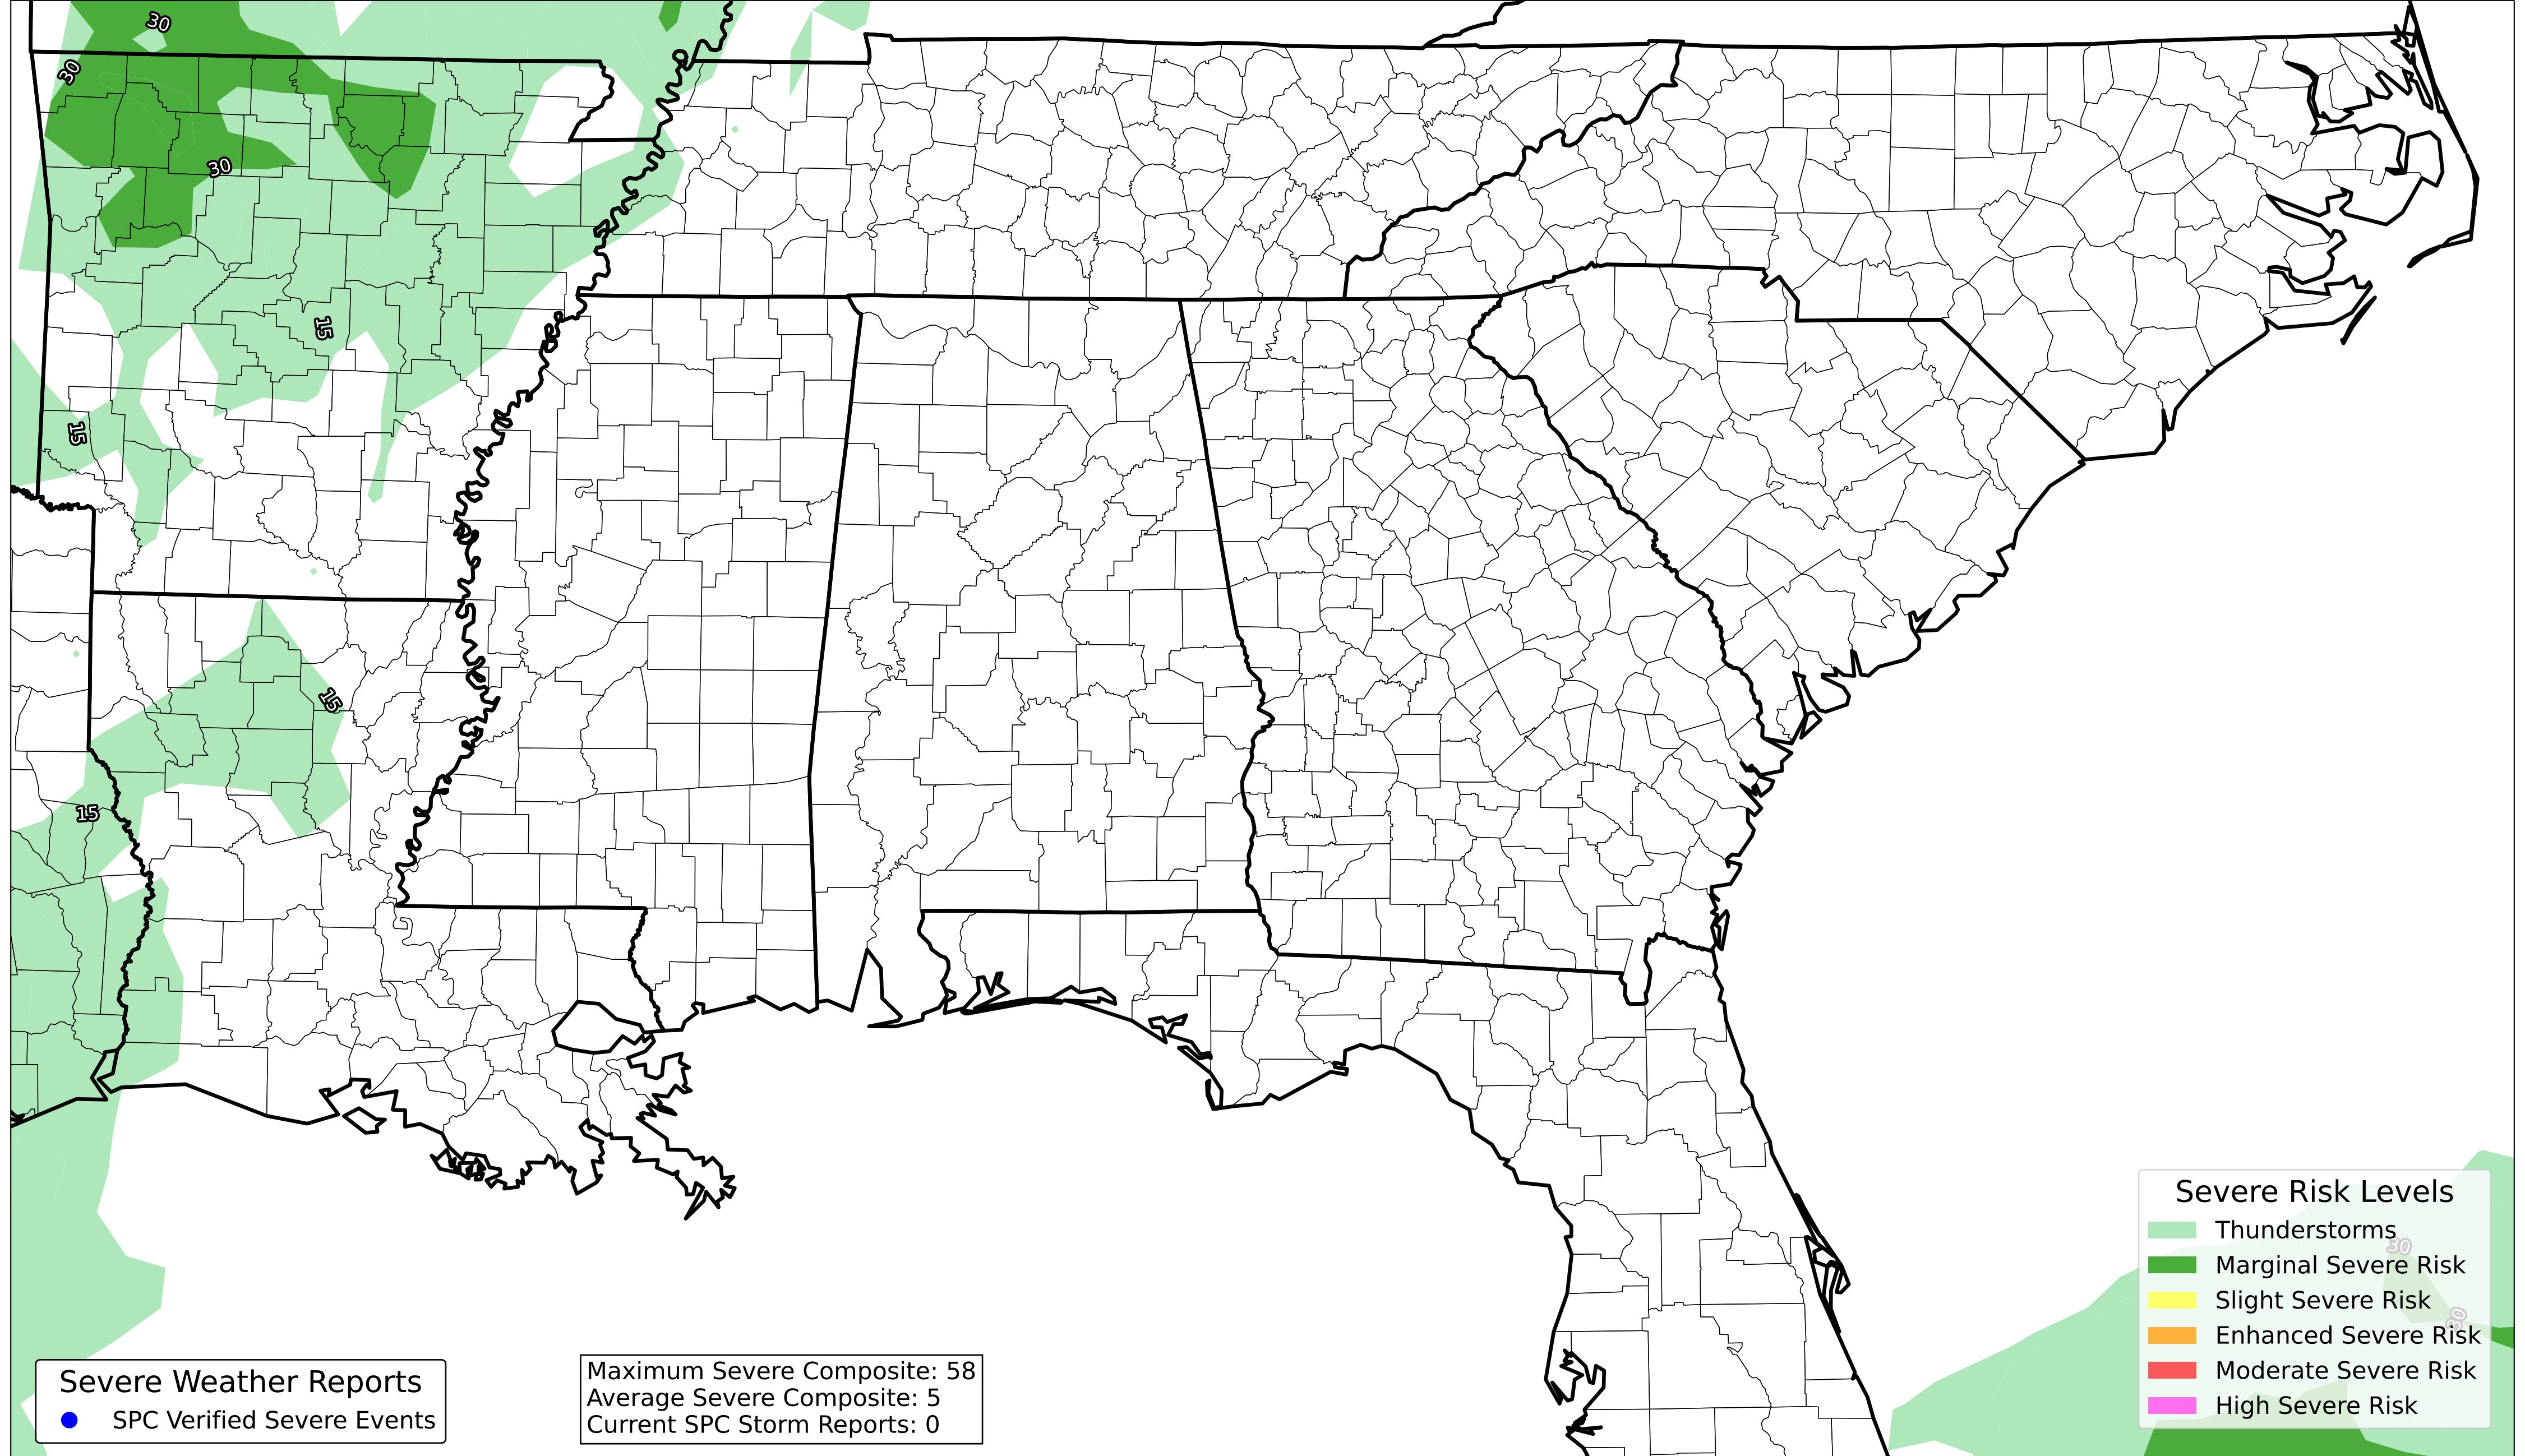 30
30
30
15
15
15
15
Severe Risk Levels
Thunderstorms
30
Marginal Severe Risk
Slight Severe Risk
30
Enhanced Severe Risk
Moderate Severe Risk
High Severe Risk
Severe Weather Reports
SPC Verified Severe Events
Maximum Severe Composite: 58
Average Severe Composite: 5
Current SPC Storm Reports: 0